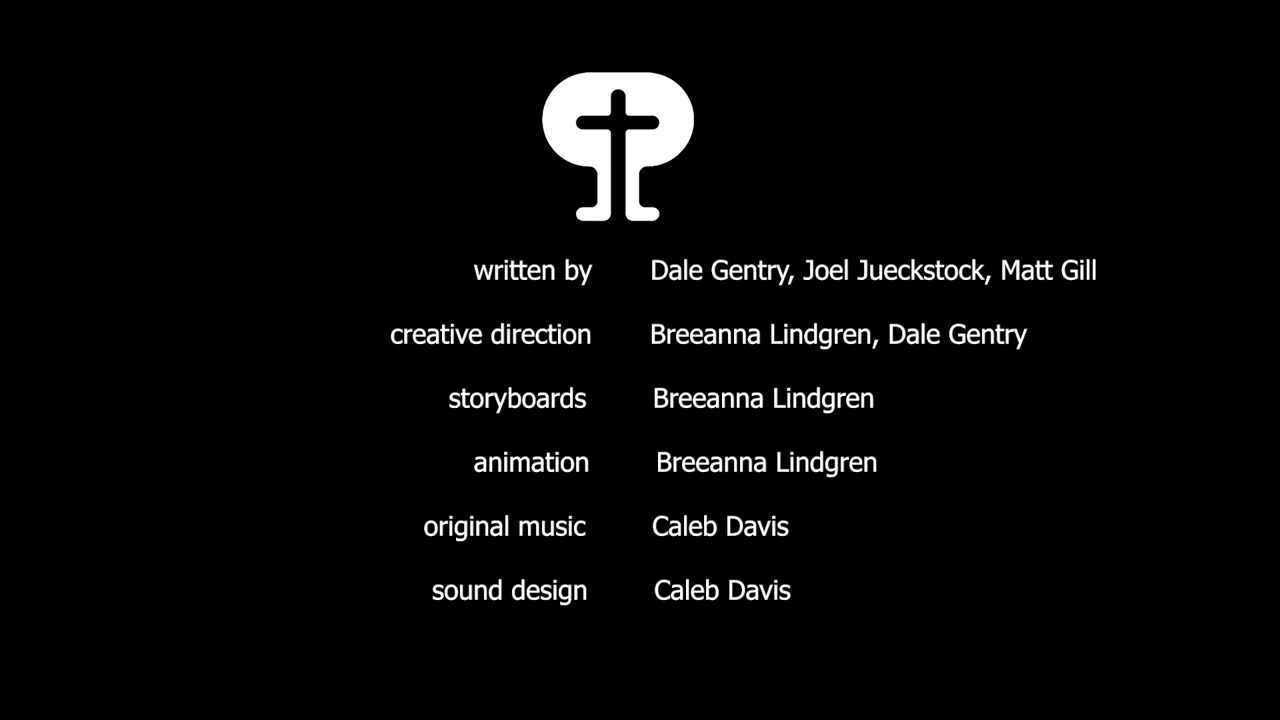 written by Dale Gentry, Joel Jueckstock, Matt Gill
creative direction Breeanna Lindgren, Dale Gentry
storyboards Breeanna Lindgren
animation Breeanna Lindgren
original music Caleb Davis
sound design Caleb Davis